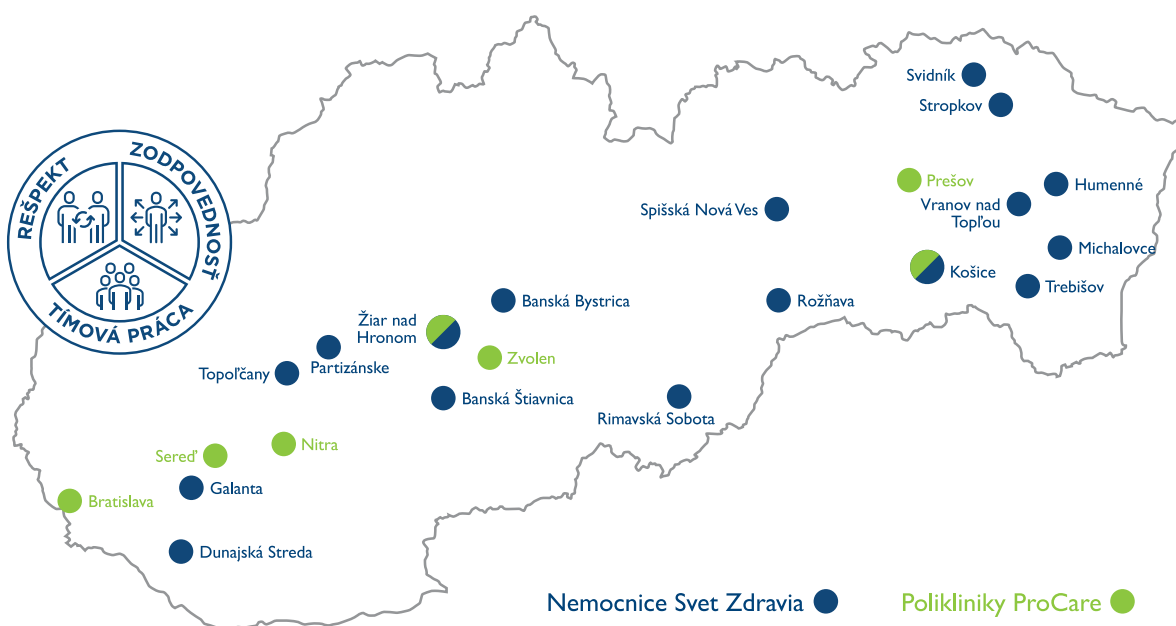 REŠPEKT
ZODPOVEDNOSŤ
TÍMOVÁ PRÁCA
Svidník
Stropkov
Prešov
Humenné
Vranov nad
Topľou
Spišská Nová Ves
Michalovce
Košice
Trebišov
Banská Bystrica
Rožňava
Žiar nad
Hronom
Zvolen
Partizánske
Topoľčany
Banská Štiavnica
Rimavská Sobota
Nitra
Sereď
Galanta
Bratislava
Dunajská Streda
Nemocnice Svet Zdravia
Polikliniky ProCare